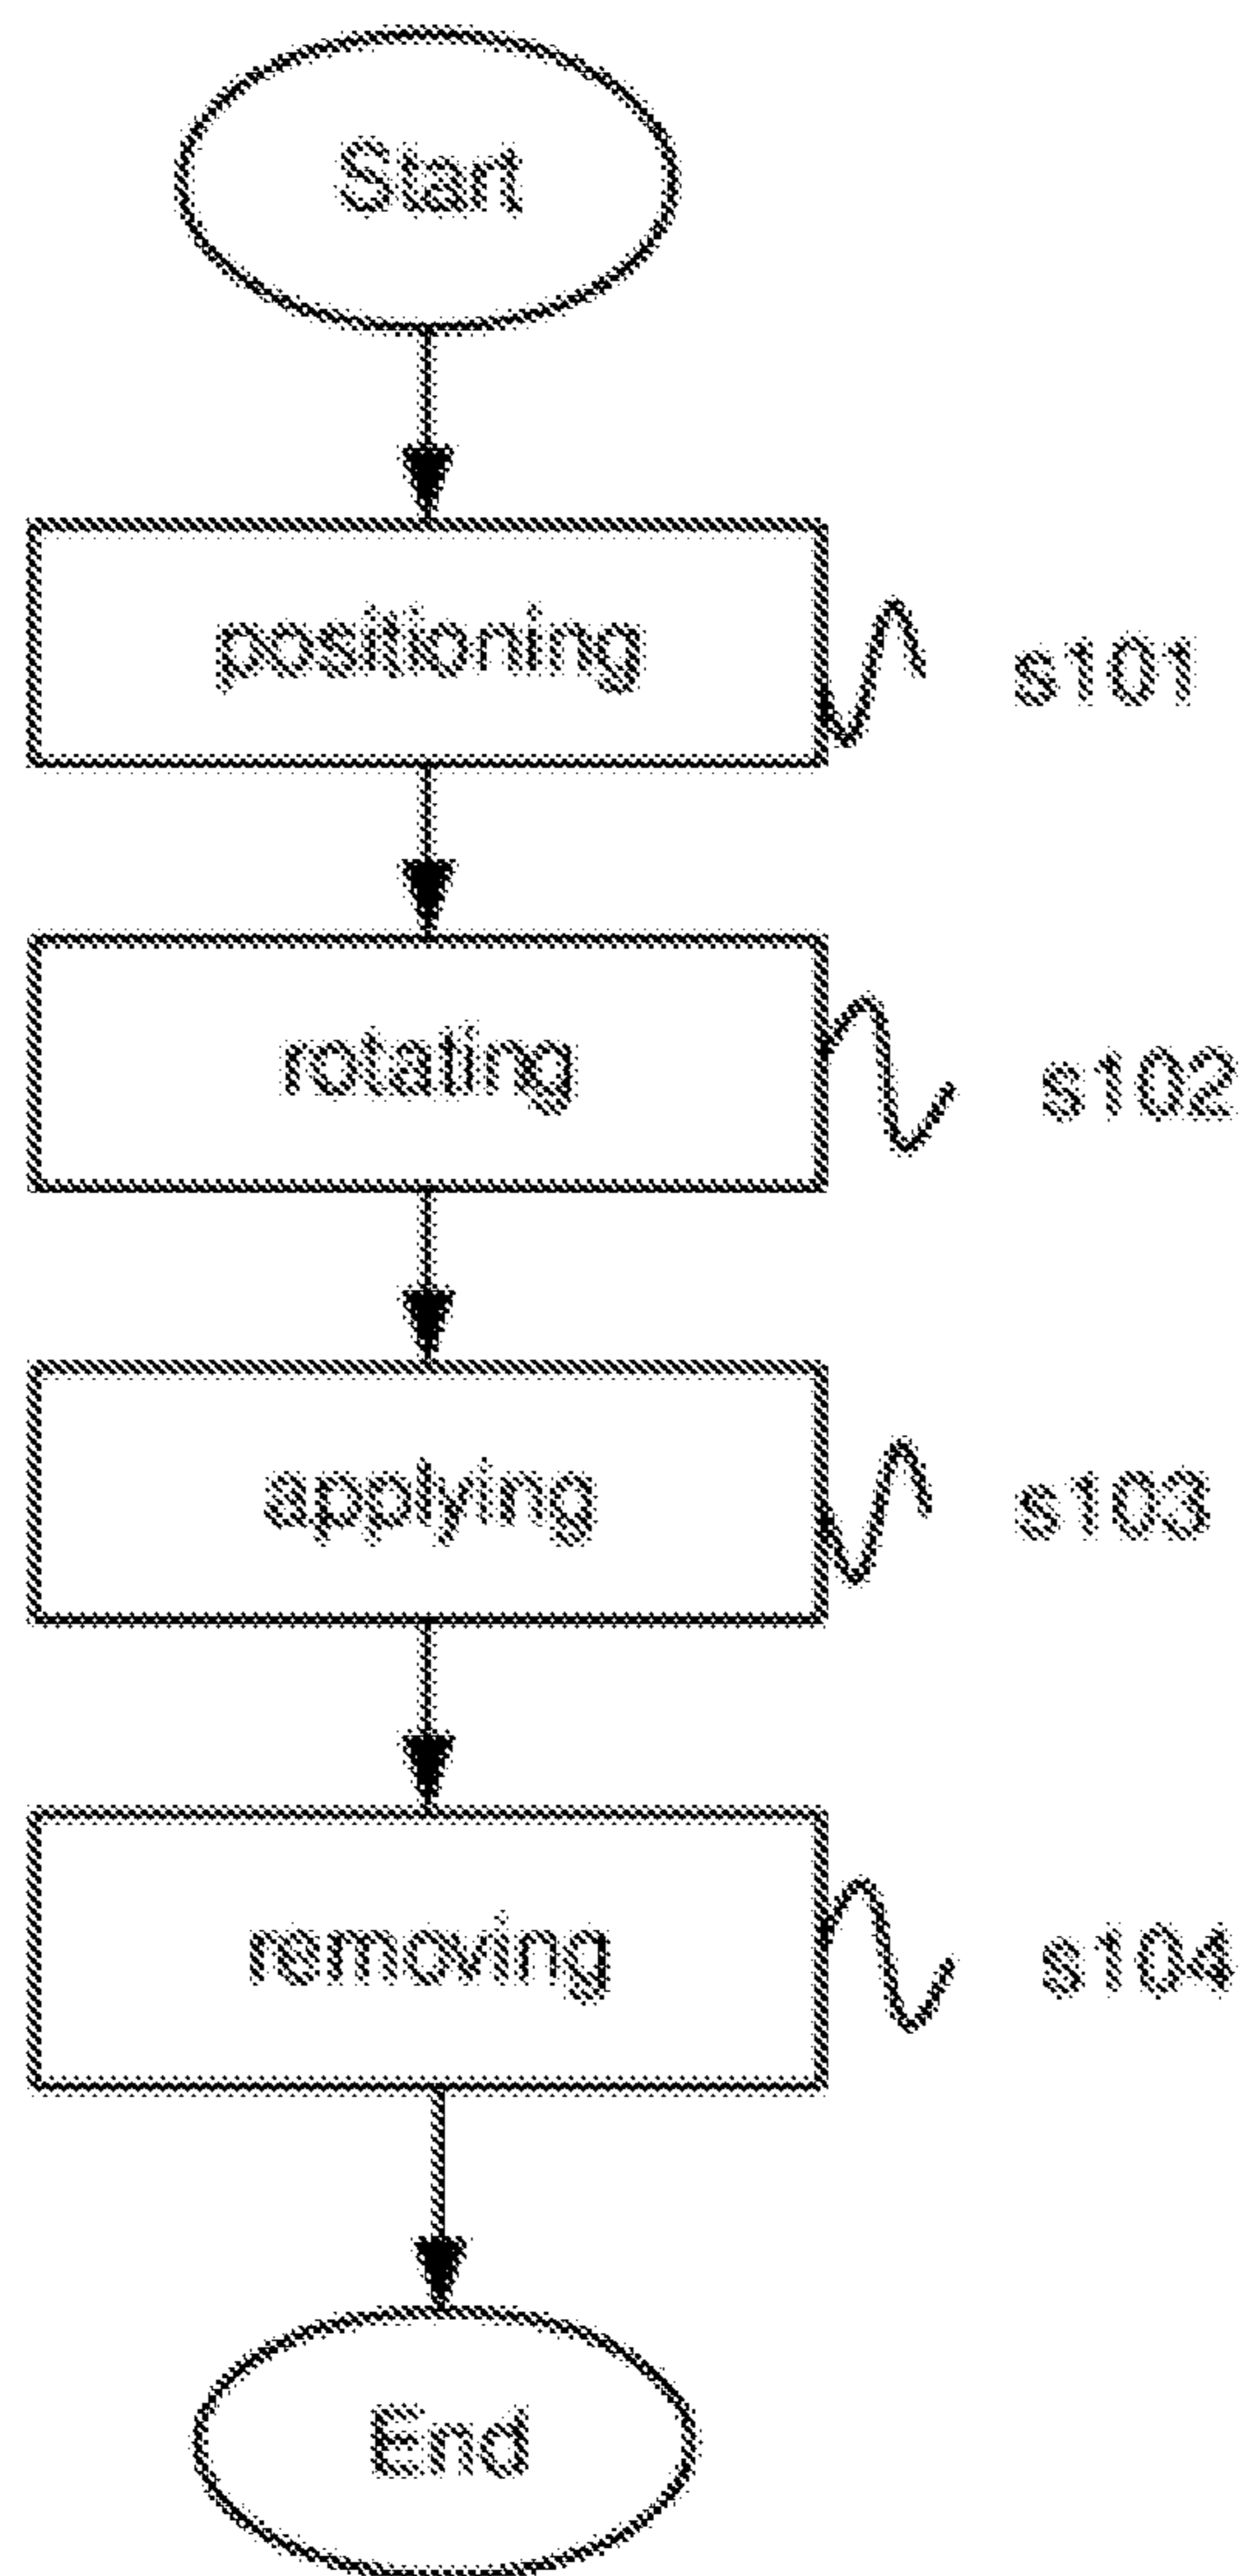 Start
positioning
s101
rotating
s102
applying
s103
removing
s104
End